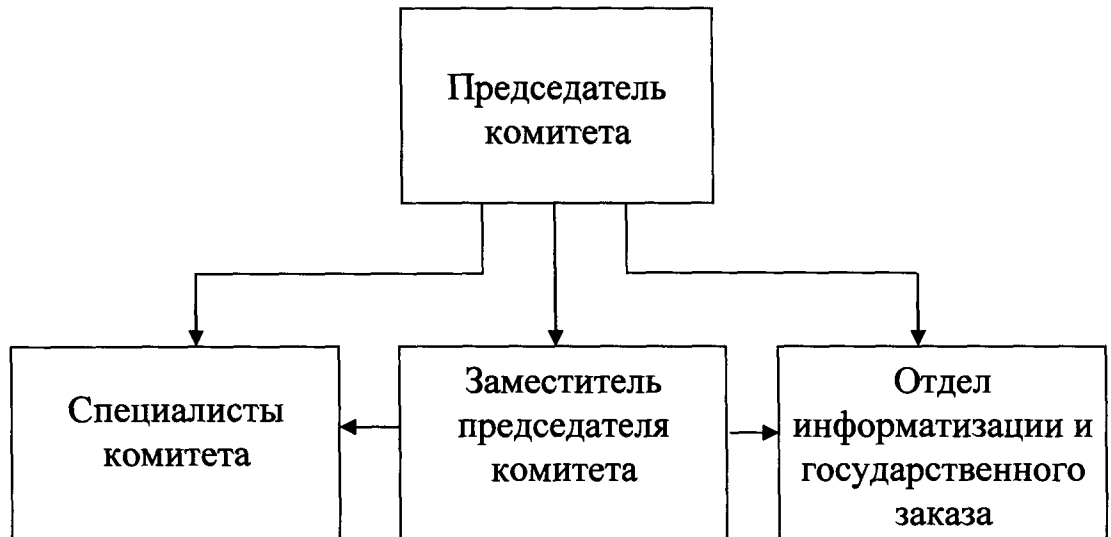 Председатель
комитета
Специалисты
комитета
Заместитель
председателя
комитета
Отдел
информатизации и
государственного
заказа